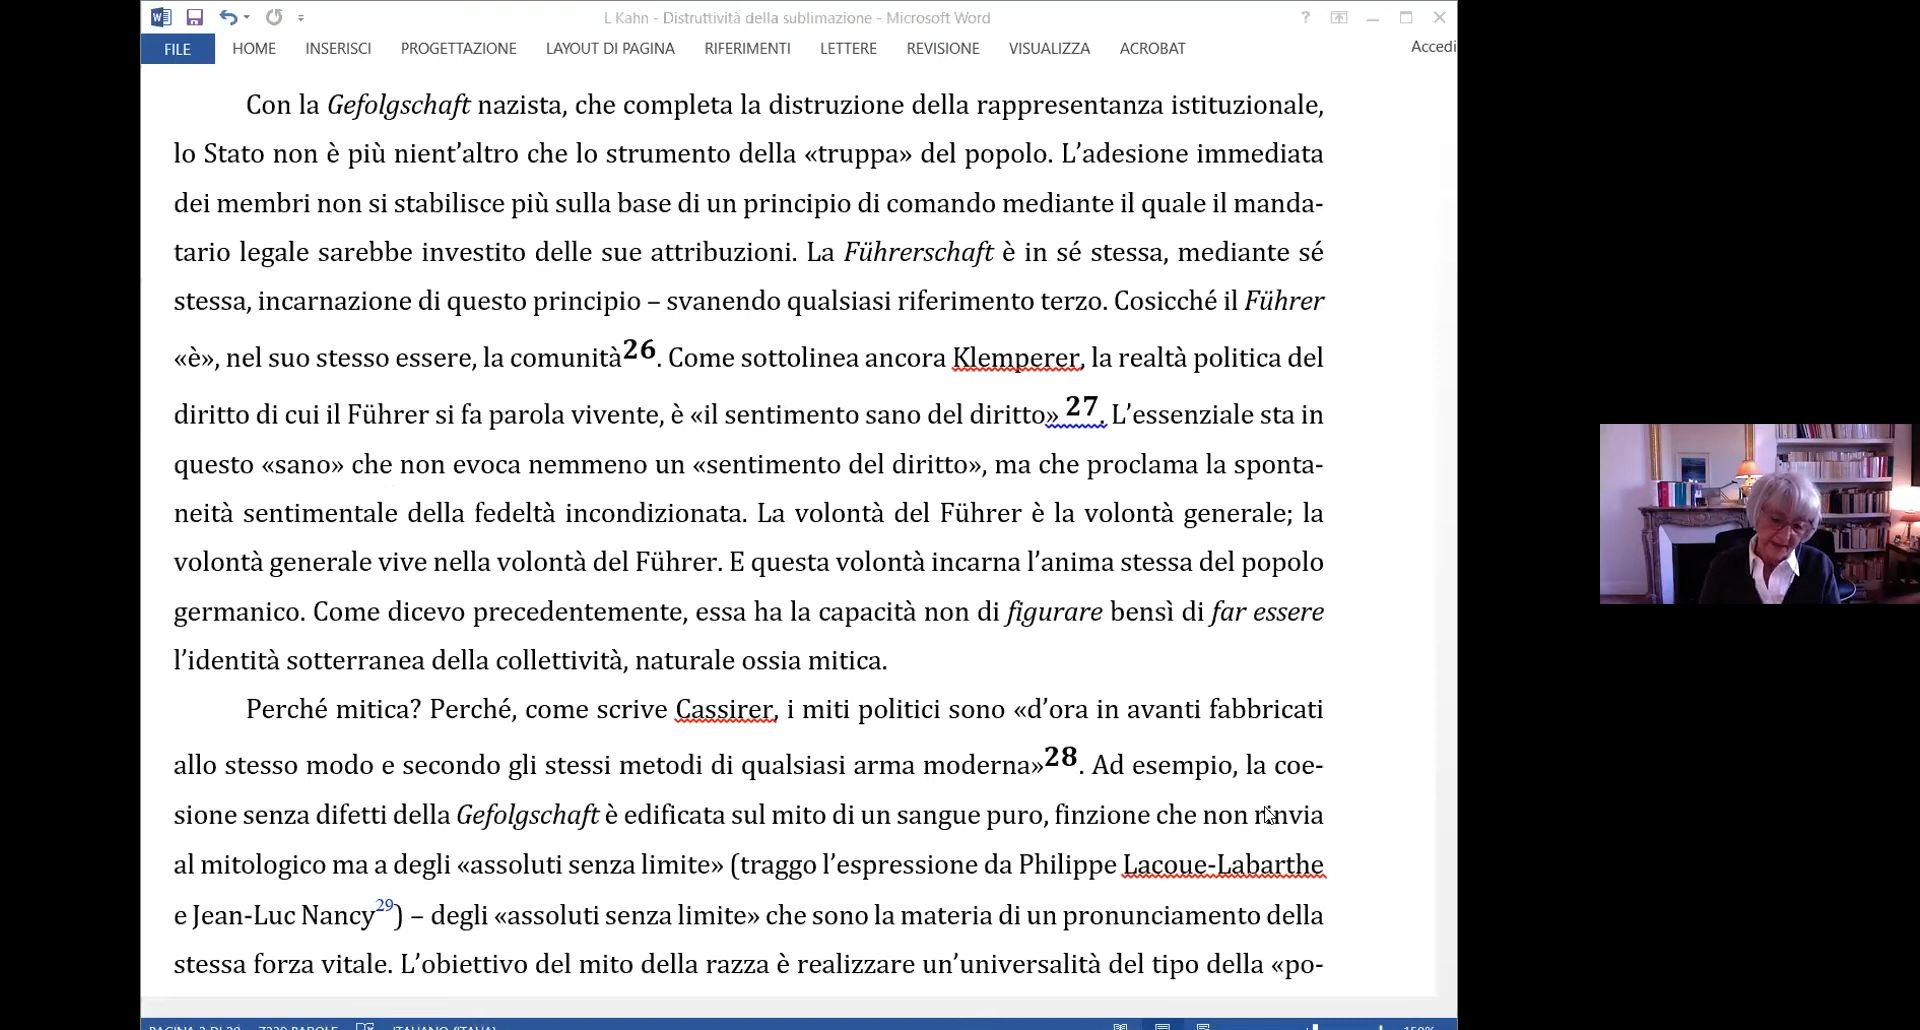 L Kahn - Distruttività della sublimazione - Microsoft Word
?
FILE HOME INSERISCI PROGETTAZIONE LAYOUT DI PAGINA RIFERIMENTI LETTERE REVISIONE VISUALIZZA ACROBAT Accedi
Con la Gefolgschaft nazista, che completa la distruzione della rappresentanza istituzionale,
lo Stato non è più nient’altro che lo strumento della «truppa» del popolo. L’adesione immediata
dei membri non si stabilisce più sulla base di un principio di comando mediante il quale il manda-
tario legale sarebbe investito delle sue attribuzioni. La Führerschaft è in sé stessa, mediante sé
stessa, incarnazione di questo principio – svanendo qualsiasi riferimento terzo. Cosicché il Führer
«è», nel suo stesso essere, la comunità26. Come sottolinea ancora Klemperer, la realtà politica del
diritto di cui il Führer si fa parola vivente, è «il sentimento sano del diritto» 27. L’essenziale sta in
questo «sano» che non evoca nemmeno un «sentimento del diritto», ma che proclama la sponta-
neità sentimentale della fedeltà incondizionata. La volontà del Führer è la volontà generale; la
volontà generale vive nella volontà del Führer. E questa volontà incarna l’anima stessa del popolo
germanico. Come dicevo precedentemente, essa ha la capacità non di figurare bensì di far essere
l’identità sotterranea della collettività, naturale ossia mitica.
Perché mitica? Perché, come scrive Cassirer, i miti politici sono «d’ora in avanti fabbricati
allo stesso modo e secondo gli stessi metodi di qualsiasi arma moderna»28. Ad esempio, la coe-
sione senza difetti della Gefolgschaft è edificata sul mito di un sangue puro, finzione che non rinvia
al mitologico ma a degli «assoluti senza limite» (traggo l’espressione da Philippe Lacoue-Labarthe
e Jean-Luc Nancy29) – degli «assoluti senza limite» che sono la materia di un pronunciamento della
stessa forza vitale. L’obiettivo del mito della razza è realizzare un’universalità del tipo della «po-